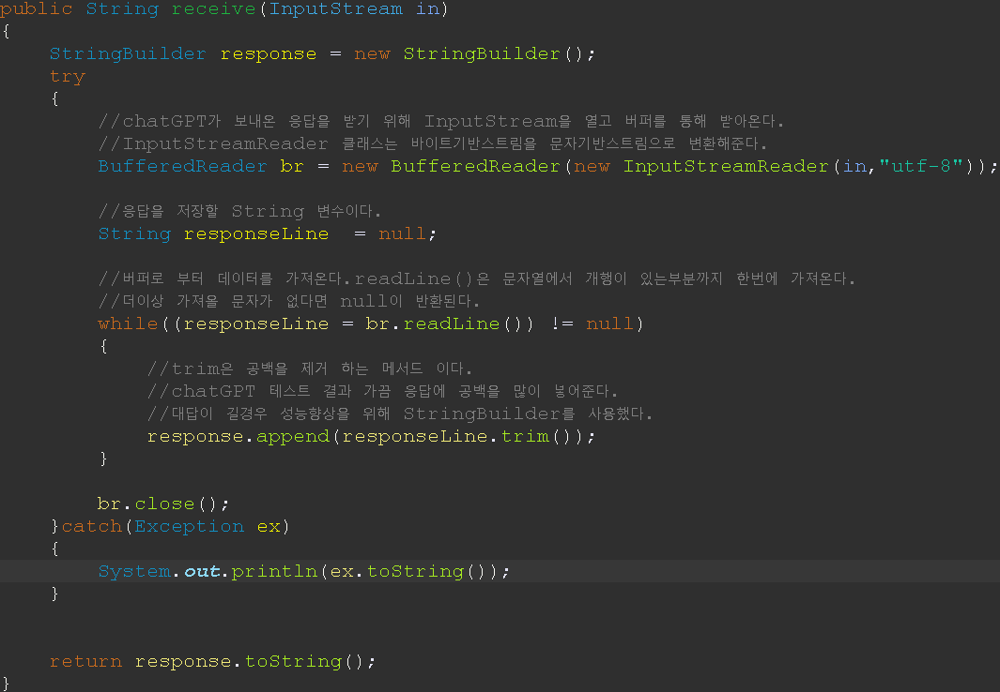 public String receive(InputStream in)
{
StringBuilder response = new StringBuilder();
try
{
//chatGPT가 보내온 응답을 받기 위해 InputStream을 열고 버퍼를 통해 받아온다.
//InputStreamReader 클래스는 바이트기반스트림을 문자기반스트림으로 변환해준다.
BufferedReader br = new BufferedReader(new InputStreamReader(in,"utf-8"));
//응답을 저장할 String 변수이다.
String responseLine  = null;
//버퍼로 부터 데이터를 가져온다.readLine()은 문자열에서 개행이 있는부분까지 한번에 가져온다.
//더이상 가져올 문자가 없다면 null이 반환된다.
while((responseLine = br.readLine()) != null)
{
//trim은 공백을 제거 하는 메서드 이다.
//chatGPT 테스트 결과 가끔 응답에 공백을 많이 넣어준다.
//대답이 길경우 성능향상을 위해 StringBuilder를 사용했다.
response.append(responseLine.trim());
}
br.close();
}catch(Exception ex)
{
System.out.println(ex.toString());
}
return response.toString();
}